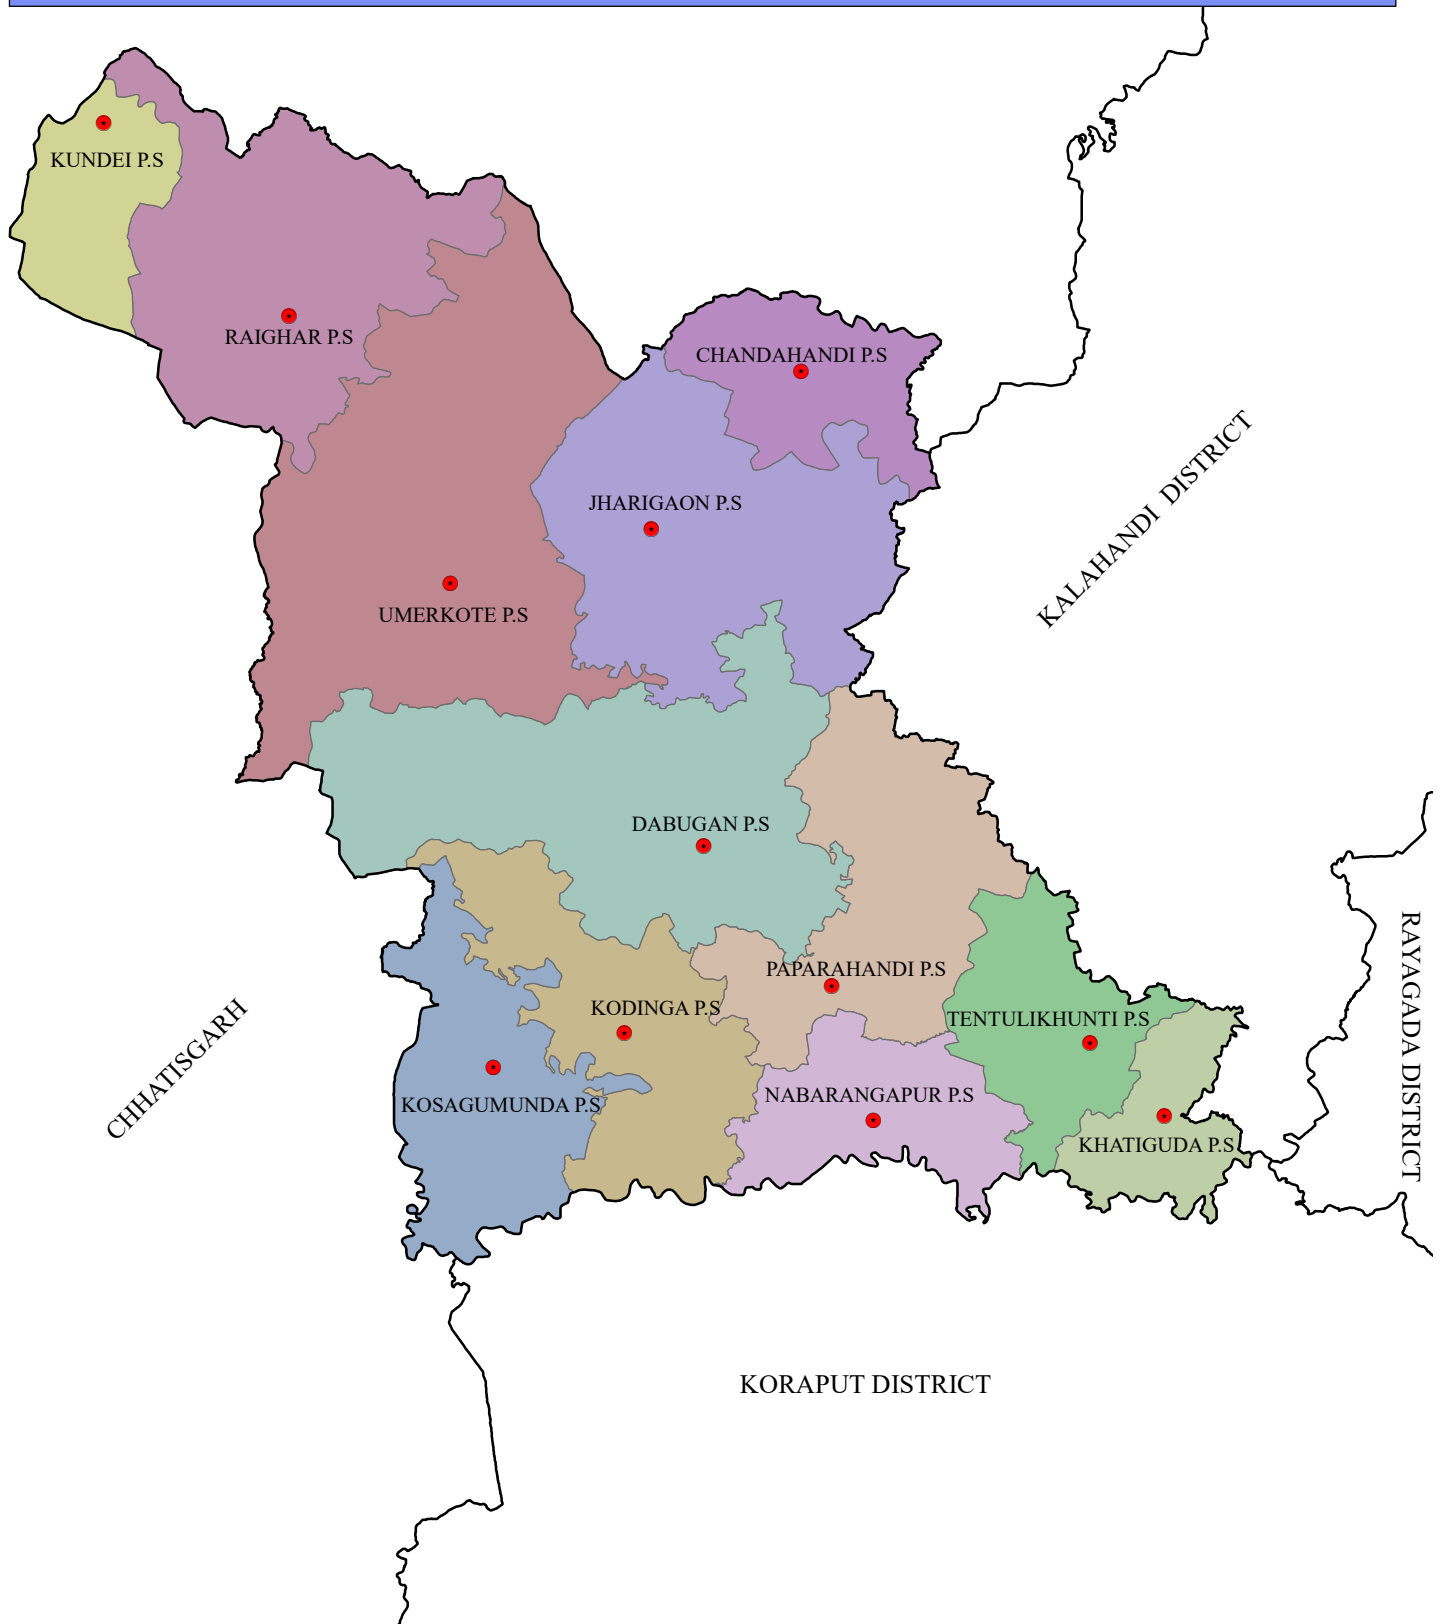 KUNDEI P.S
RAIGHAR P.S
CHANDAHANDI P.S
JHARIGAON P.S
KALAHANDI DISTRICT
UMERKOTE P.S
DABUGAN P.S
PAPARAHANDI P.S
KODINGA P.S
TENTULIKHUNTI P.S
RAYAGADA DISTRICT
CHHATISGARH
KOSAGUMUNDA P.S
NABARANGAPUR P.S
KHATIGUDA P.S
KORAPUT DISTRICT